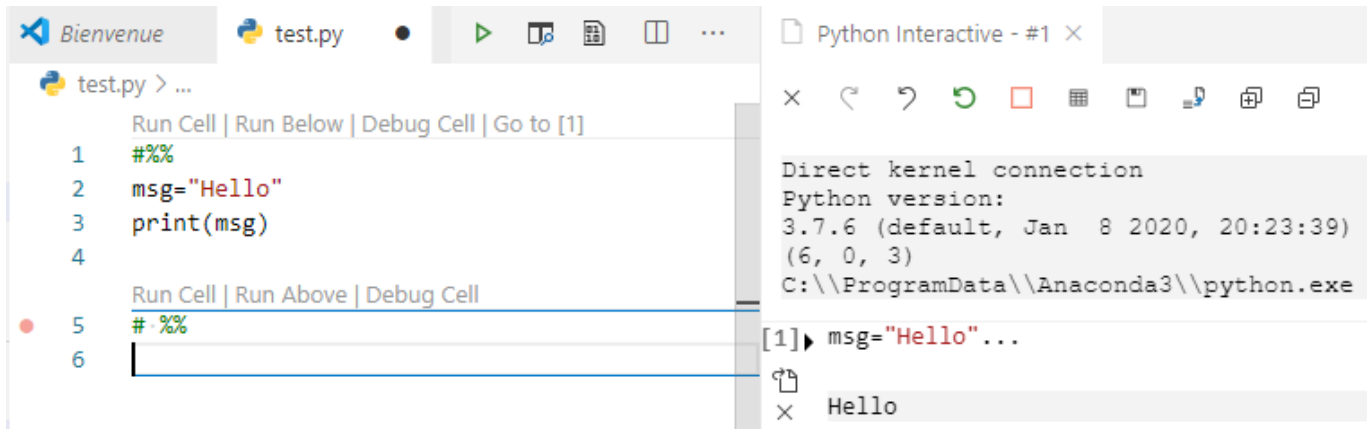 Bienvenue
test.py
test.py > ...
Run Cell | Run Below | Debug Cell | Go to [1]
1 #%%
2 msg="Hello"
3 print(msg)
4
Run Cell | Run Above | Debug Cell
5 # %%
6
Python Interactive - #1
Direct kernel connection
Python version:
3.7.6 (default, Jan  8 2020, 20:23:39)
(6, 0, 3)
C:\\ProgramData\\Anaconda3\\python.exe
[1] msg="Hello"...
Hello